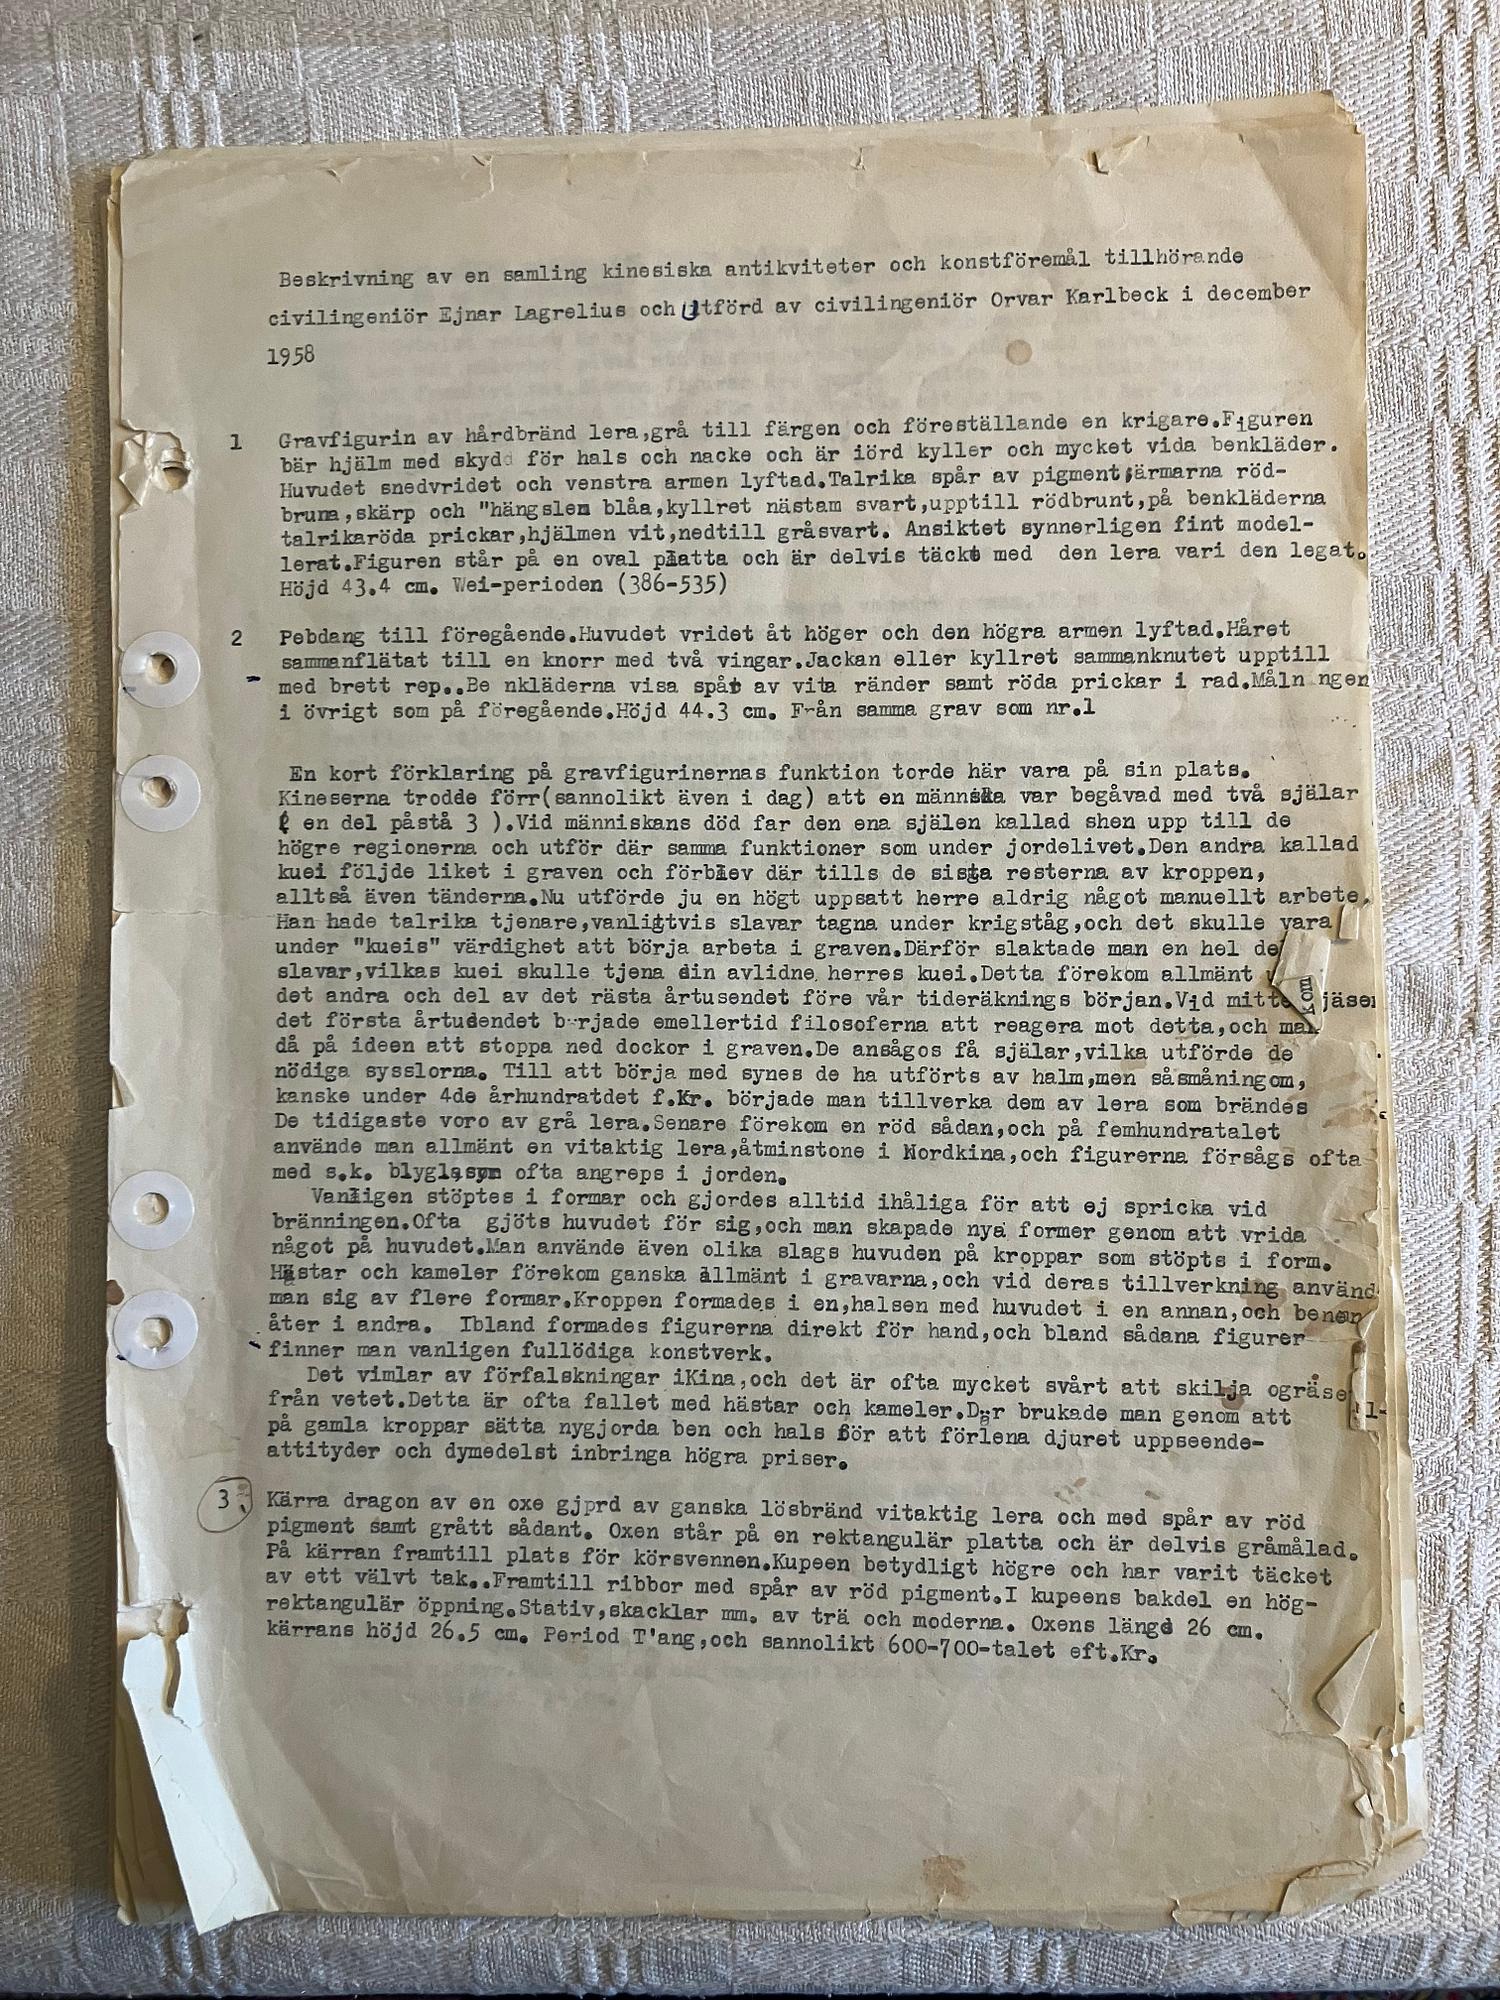 Beskrivning av en samling kinesiska antikviteter och konstföremål tillhörande
civilingeniör Ejnar Lagrelius och Utförd av civilingeniör Orvar Karlbeck i december
1958
1 Gravfigurin av hårdbränd lera,grå till färgen och föreställande en krigare.Figuren
bär hjälm med skydd för hals och nacke och är iörd kyller och mycket vida benkläder.
Huvudet snedvridet och venstra armen lyftad.Talrika spår av pigment,ärmarna röd-
bruna,skärp och "hängslen blåa,kyllret nästam svart,upptill rödbrunt,på benkläderna
talrikaröda prickar,hjälmen vit,nedtill gråsvart. Ansiktet synnerligen fint model-
lerat.Figuren står på en oval platta och är delvis täckt med den lera vari den legat.
Höjd 43.4 cm. Wei-perioden (386-535)
2 Pebdang till föregående.Huvudet vridet åt höger och den högra armen lyftad.Håret
sammanflätat till en knorr med två vingar.Jackan eller kyllret sammanknutet upptill
med brett rep..Be nkläderna visa spår av vita ränder samt röda prickar i rad.Måln ngen
i övrigt som på föregående.Höjd 44.3 cm. Från samma grav som nr.1
En kort förklaring på gravfigurinernas funktion torde här vara på sin plats.
Kineserna trodde förr(sannolikt även i dag) att en människa var begåvad med två själar
( en del påstå 3 ).Vid människans död far den ena själen kallad shen upp till de
högre regionerna och utför där samma funktioner som under jordelivet.Den andra kallad
kuei följde liket i graven och förblev där tills de sista resterna av kroppen,
alltså även tänderna.Nu utförde ju en högt uppsatt herre aldrig något manuellt arbete.
Han hade talrika tjenare,vanligtvis slavar tagna under krigståg,och det skulle vara
under "kueis" värdighet att börja arbeta i graven.Därför slaktade man en hel de
slavar,vilkas kuei skulle tjena sin avlidne herres kuei.Detta förekom allmänt
det andra och del av det rästa årtusendet före vår tideräknings början.Vid mitte
det första årtusendet b-rjade emellertid filosoferna att reagera mot detta,och man kom
då på ideen att stoppa ned dockor i graven.De ansågos få själar,vilka utförde de
nödiga sysslorna. Till att börja med synes de ha utförts av halm,men såsmåningom,
kanske under 4de århundratdet f.Kr. började man tillverka dem av lera som brändes
De tidigaste voro av grå lera.Senare förekom en röd sådan,och på femhundratalet
använde man allmänt en vitaktig lera,åtminstone i Nordkina,och figurerna försågs ofta
med s.k. blyglasyr ofta angreps i jorden.
Vanligen stöptes i formar och gjordes alltid ihåliga för att ej spricka vid
bränningen.Ofta gjöts huvudet för sig,och man skapade nya former genom att vrida
något på huvudet.Man använde även olika slags huvuden på kroppar som stöpts i form.
Hästar och kameler förekom ganska allmänt i gravarna,och vid deras tillverkning använd
man sig av flere formar.Kroppen formades i en,halsen med huvudet i en annan,och benen
åter i andra. Ibland formades figurerna direkt för hand,och bland sådana figurer
finner man vanligen fullödiga konstverk.
Det vimlar av förfalskningar iKina,och det är ofta mycket svårt att skilja ogräse
från vetet.Detta är ofta fallet med hästar och kameler.Där brukade man genom att
på gamla kroppar sätta nygjorda ben och hals för att förlena djuret uppseende-
attityder och dymedelst inbringa högra priser.
3. Kärra dragon av en oxe gjprd av ganska lösbränd vitaktig lera och med spår av röd
pigment samt grått sådant. Oxen står på en rektangulär platta och är delvis gråmålad.
På kärran framtill plats för körsvennen.Kupeen betydligt högre och har varit täcket
av ett välvt tak..Framtill ribbor med spår av röd pigment.I kupeens bakdel en hög-
rektangulär öppning.Stativ,skacklar mm. av trä och moderna. Oxens längd 26 cm.
kärrans höjd 26.5 cm. Period T'ang,och sannolikt 600-700-talet eft.Kr.